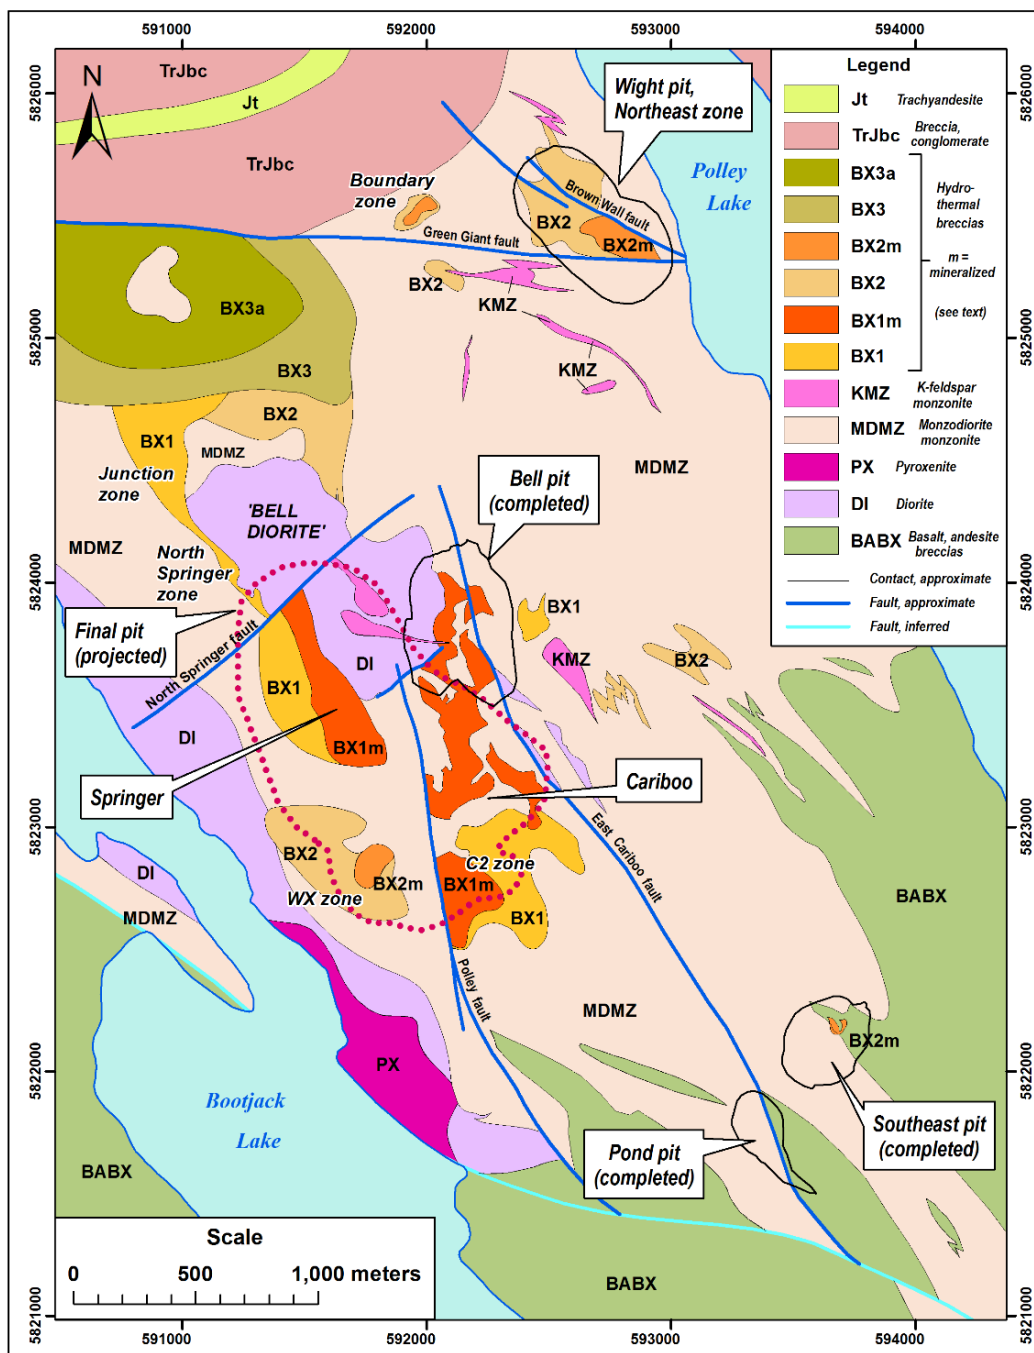 591000
592000
593000
594000
5826000
5826000
5825000
5825000
5824000
5824000
5823000
5823000
5822000
5822000
5821000
5821000
N
TrJbc
Jt
TrJbc
Wight pit,
Northeast zone
Polley
Lake
Boundary
zone
Brown Wall fault
BX2
BX2m
Green Giant fault
BX2
KMZ
KMZ
BX3a
BX3
BX2
BX1
MDMZ
Junction
zone
MDMZ
Bell pit
(completed)
'BELL
DIORITE'
MDMZ
North
Springer
zone
Final pit
(projected)
North Springer fault
BX1
KMZ
BX2
DI
BX1
DI
BX1m
Springer
Cariboo
East Cariboo fault
BX2
BX2m
WX zone
C2 zone
BX1m
BX1
DI
MDMZ
BABX
Polley fault
MDMZ
BX2m
PX
Bootjack
Lake
Southeast pit
(completed)
Pond pit
(completed)
BABX
BABX
Legend
Jt Trachyandesite
TrJbc Breccia,
conglomerate
BX3a
BX3
BX2m
BX2
BX1m
BX1
Hydro-
thermal
breccias
m =
mineralized
(see text)
KMZ K-feldspar
monzonite
MDMZ Monzodiorite
monzonite
PX Pyroxenite
DI Diorite
BABX Basalt, andesite
breccias
Contact, approximate
Fault, approximate
Fault, inferred
Scale
0 500 1,000 meters
591000
592000
593000
594000